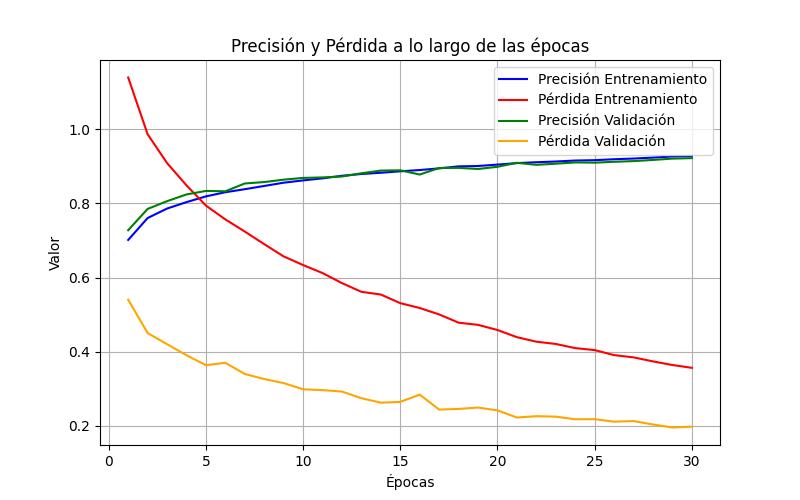 Precisión y Pérdida a lo largo de las épocas
Precisión Entrenamiento
Pérdida Entrenamiento
Precisión Validación
Pérdida Validación
Valor
1.0
0.8
0.6
0.4
0.2
0 5 10 15 20 25 30
Épocas